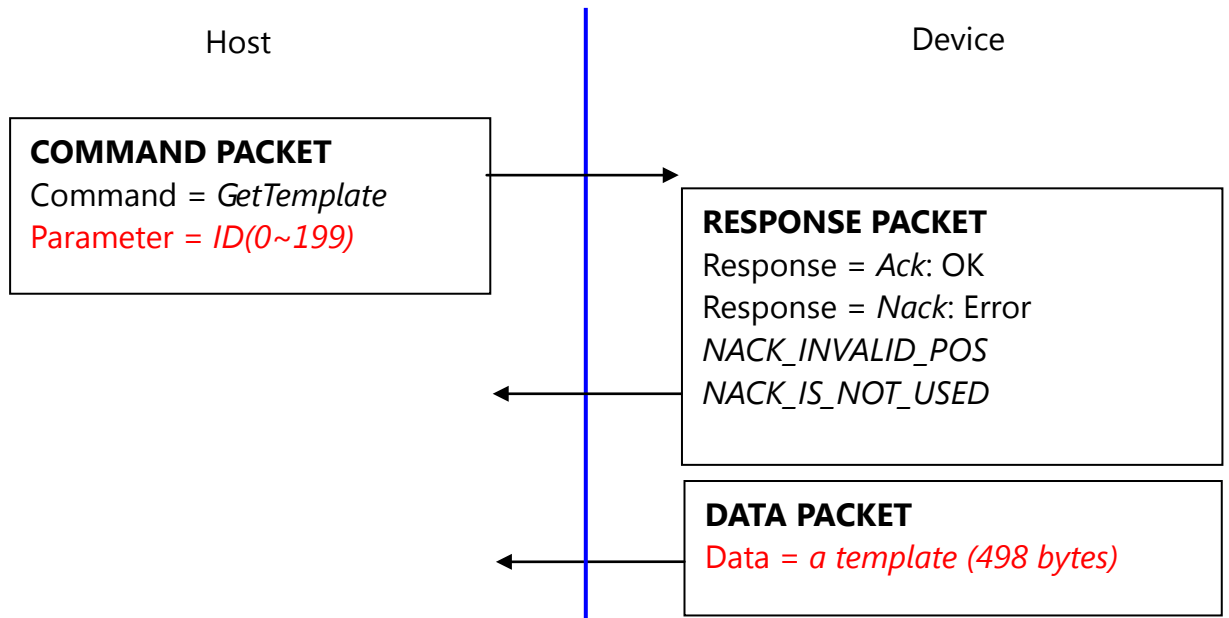 Host
Device
COMMAND PACKET
Command = GetTemplate
Parameter = ID(0~199)
RESPONSE PACKET
Response = Ack: OK
Response = Nack: Error
NACK_INVALID_POS
NACK_IS_NOT_USED
DATA PACKET
Data = a template (498 bytes)